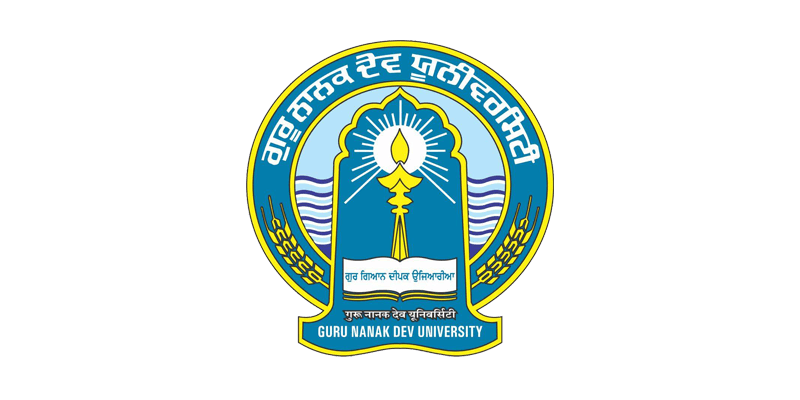 ਗੁਰੂ ਨਾਨਕ ਦੇਵ ਯੂਨੀਵਰਸਿਟੀ
ਗੁਰ ਗਿਆਨ ਦੀਪਕ ਉਜਿਆਰੀਆ
गुरू नानक देव यूनिवर्सिटी
GURU NANAK DEV UNIVERSITY